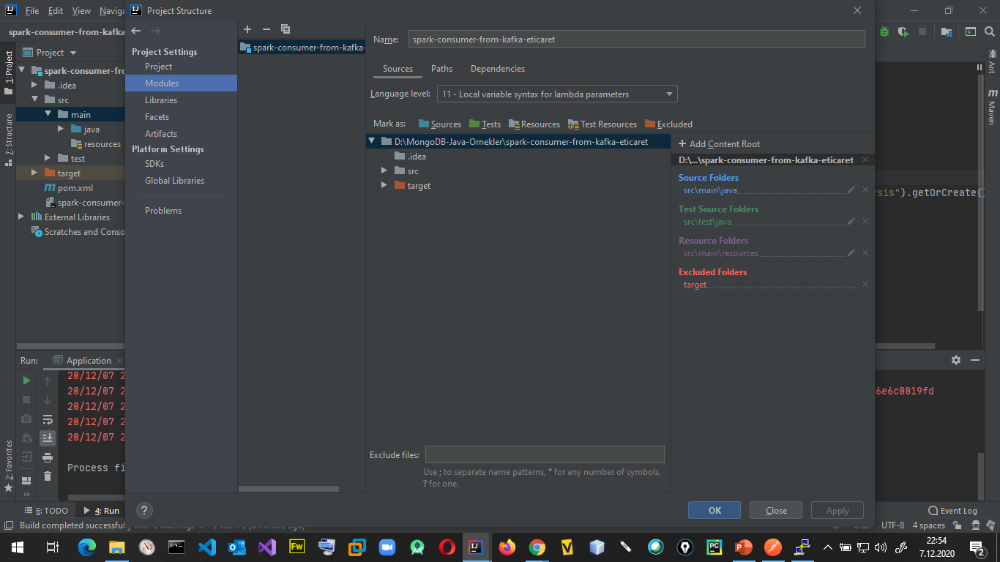 File Edit View Naviga
Project Structure
spark-consumer-from-kafka
Project
spark-consumer-fro
.idea
src
main
java
resources
test
target
pom.xml
spark-consumer-
External Libraries
Scratches and Conso
1: Project
7: Structure
2: Favorites
Project Settings
Project
Modules
Libraries
Facets
Artifacts
Platform Settings
SDKs
Global Libraries
Problems
spark-consumer-from-kafka-
Name: spark-consumer-from-kafka-eticaret
Sources Paths Dependencies
Language level: 11 - Local variable syntax for lambda parameters
Mark as: Sources Tests Resources Test Resources Excluded
D:\MongoDB-Java-Ornekler\spark-consumer-from-kafka-eticaret
.idea
src
target
+ Add Content Root
D:\...\spark-consumer-from-kafka-eticaret
Source Folders
src\main\java
Test Source Folders
src\test\java
Resource Folders
src\main\resources
Excluded Folders
target
Exclude files:
Use ; to separate name patterns, * for any number of symbols,
? for one.
? OK Close Apply
Ant
Maven
ysis").getOrCreate(
Run: Application
20/12/07 2
20/12/07 2
20/12/07 2
20/12/07 2
20/12/07 2
6e6c0019fd
Process fi
6: TODO 4: Run Event Log
Build completed successfully
UTF-8 4 spaces
22:54
7.12.2020
2